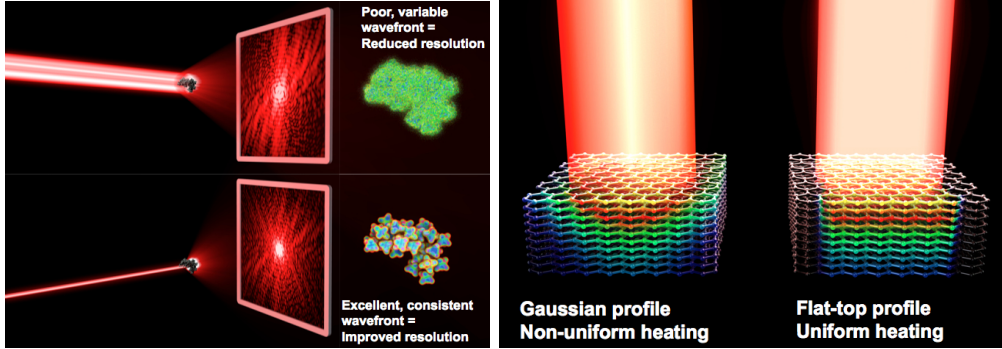 Poor, variable
wavefront =
Reduced resolution
Excellent, consistent
wavefront =
Improved resolution
Gaussian profile
Non-uniform heating
Flat-top profile
Uniform heating